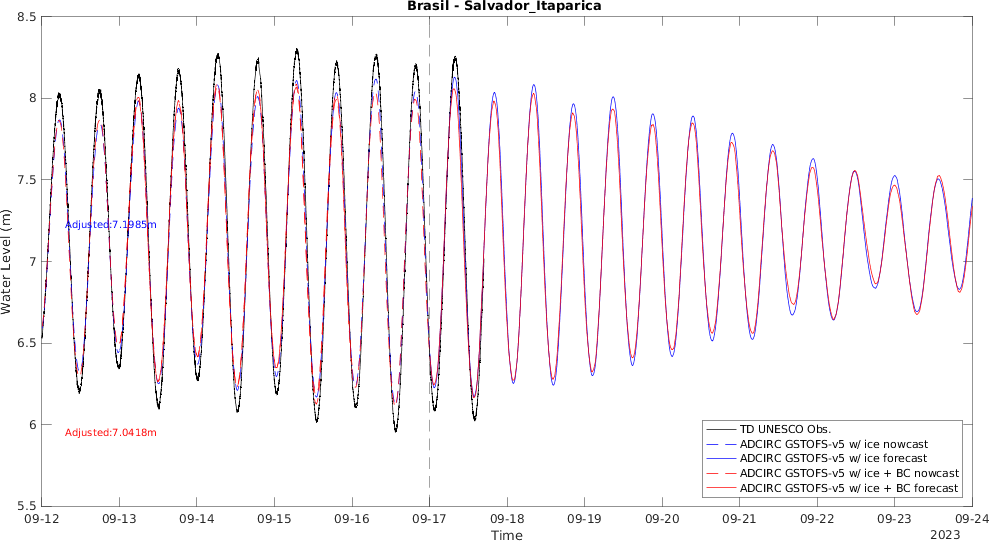 Brasil - Salvador_Itaparica
Water Level (m)
8.5
8
7.5
7
6.5
6
5.5
Adjusted:7.1985m
Adjusted:7.0418m
TD UNESCO Obs.
ADCIRC GSTOFS-v5 w/ ice nowcast
ADCIRC GSTOFS-v5 w/ ice forecast
ADCIRC GSTOFS-v5 w/ ice + BC nowcast
ADCIRC GSTOFS-v5 w/ ice + BC forecast
09-12 09-13 09-14 09-15 09-16 09-17 09-18 09-19 09-20 09-21 09-22 09-23 09-24
Time
2023